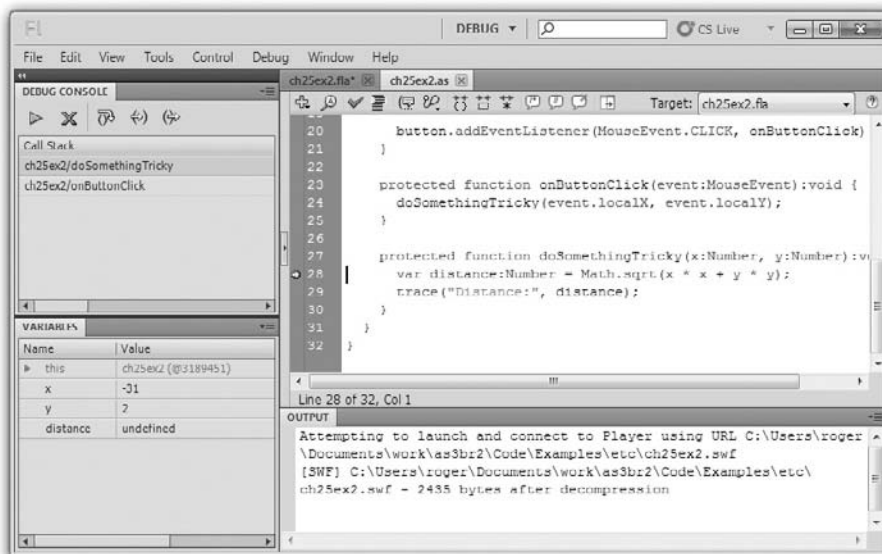 Fl
DEBUG
CS Live
File Edit View Tools Control Debug Window Help
DEBUG CONSOLE
Call Stack
ch25ex2/doSomethingTricky
ch25ex2/onButtonClick
VARIABLES
Name Value
this ch25ex2 (@3189451)
x -31
y 2
distance undefined
ch25ex2.fla* ch25ex2.as
Target: ch25ex2.fla
20 button.addEventListener(MouseEvent.CLICK, onButtonClick)
21 }
22
23 protected function onButtonClick(event:MouseEvent):void {
24 doSomethingTricky(event.localX, event.localY);
25 }
26
27 protected function doSomethingTricky(x:Number, y:Number):v
28 var distance:Number = Math.sqrt(x * x + y * y);
29 trace("Distance:", distance);
30 }
31 }
32 }
Line 28 of 32, Col 1
OUTPUT
Attempting to launch and connect to Player using URL C:\Users\roger
\Documents\work\as3br2\Code\Examples\etc\ch25ex2.swf
[SWF] C:\Users\roger\Documents\work\as3br2\Code\Examples\etc\
ch25ex2.swf - 2435 bytes after decompression